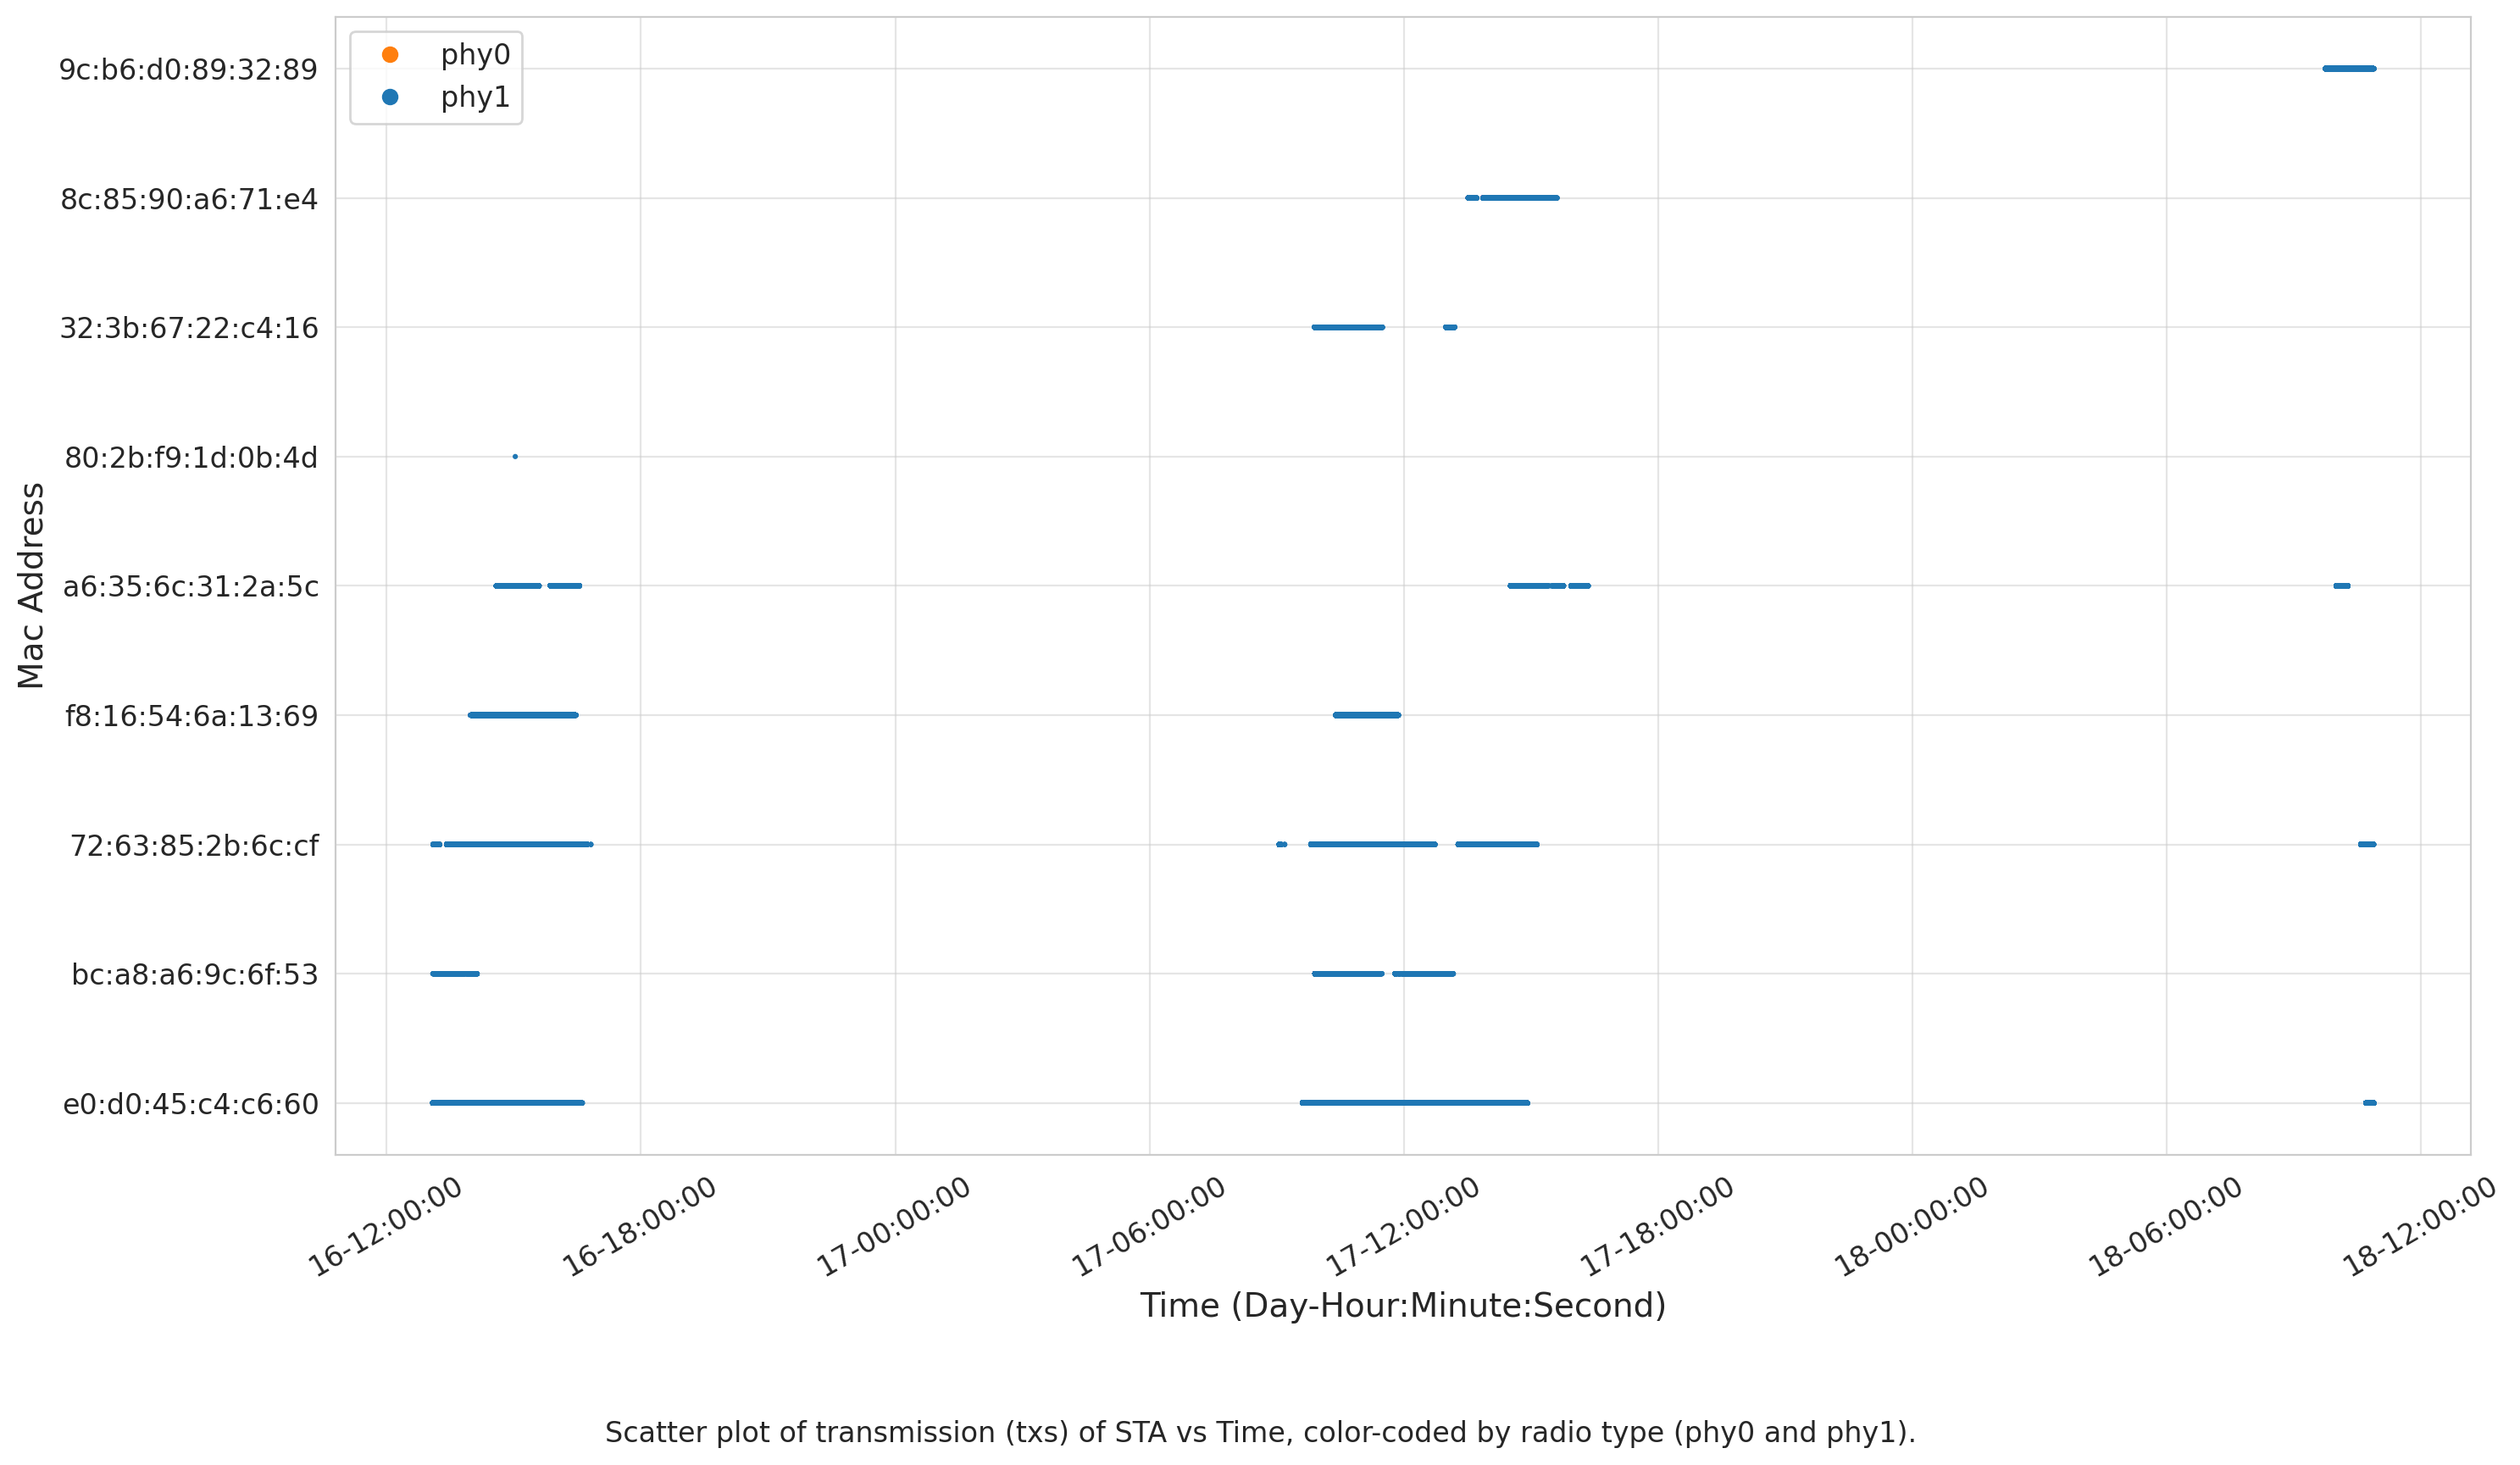 phy0
phy1
9c:b6:d0:89:32:89
8c:85:90:a6:71:e4
32:3b:67:22:c4:16
80:2b:f9:1d:0b:4d
a6:35:6c:31:2a:5c
f8:16:54:6a:13:69
72:63:85:2b:6c:cf
bc:a8:a6:9c:6f:53
e0:d0:45:c4:c6:60
Mac Address
16-12:00:00
16-18:00:00
17-00:00:00
17-06:00:00
17-12:00:00
17-18:00:00
18-00:00:00
18-06:00:00
18-12:00:00
Time (Day-Hour:Minute:Second)
Scatter plot of transmission (txs) of STA vs Time, color-coded by radio type (phy0 and phy1).